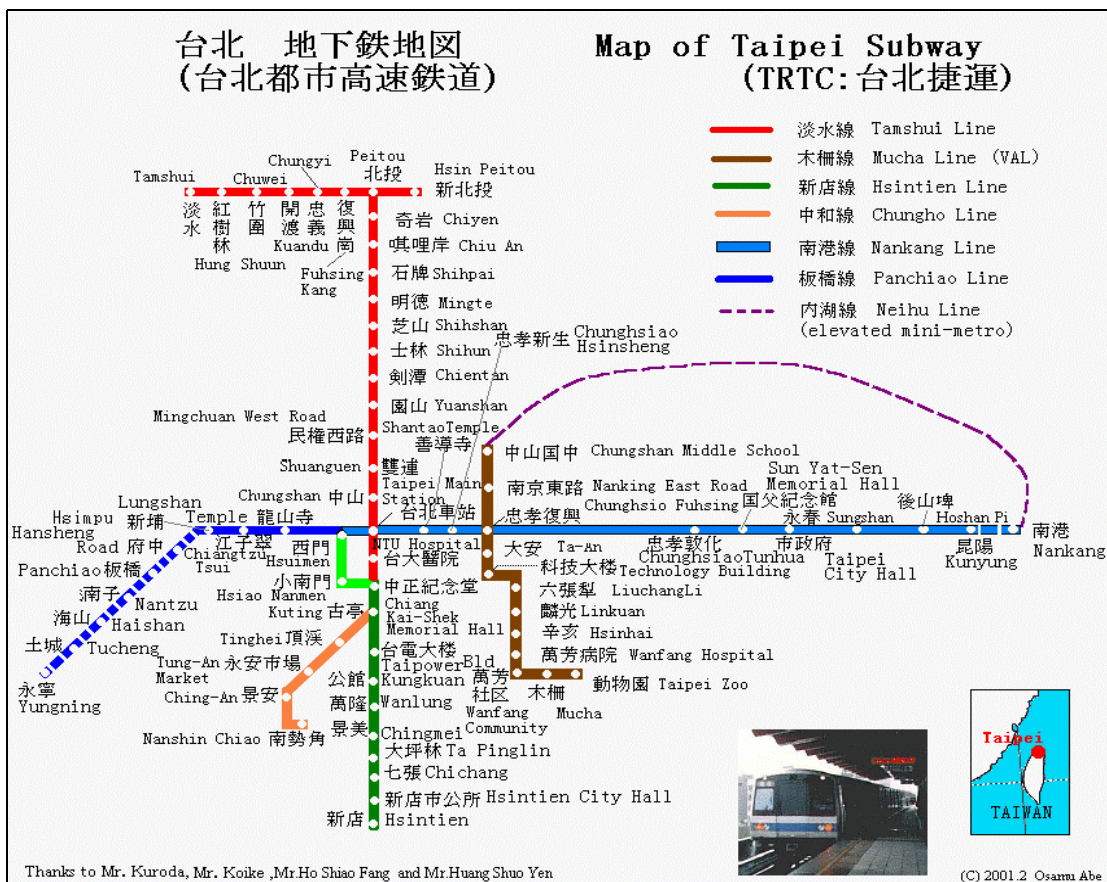 台北 地下鉄地図
(台北都市高速鉄道)
Map of Taipei Subway
(TRTC:台北捷運)
淡水線 Tamshui Line
木柵線 Mucha Line (VAL)
新店線 Hsintien Line
中和線 Chungho Line
南港線 Nankang Line
板橋線 Panchiao Line
内湖線 Neihu Line
(elevated mini-metro)
Tamshui
淡水
紅樹林
Hung Shuun
Chuwei
竹圍
開渡
Kuandu
Chungyi
忠義
復興崗
Fuhsing
Kang
Peitou
北投
Hsin Peitou
新北投
奇岩 Chiyen
唭哩岸 Chiu An
石牌 Shihpai
明徳 Mingte
芝山 Shihshan
士林 Shihun
剣潭 Chientan
園山 Yuanshan
Mingchuan West Road
民権西路
Shuanguen 雙連
Chungshan 中山
Taipei Main
Station
台北車站
ShantaoTemple
善導寺
忠孝新生 Chunghsiao
Hsinsheng
中山国中 Chungshan Middle School
南京東路 Nanking East Road
Chunghsio Fuhsing
忠孝復興
忠孝敦化
ChunghsiaoTunhua
Sun Yat-Sen
Memorial Hall
国父紀念館
市政府
Taipei
City Hall
永春 Sungshan
後山埤
Hoshan Pi
昆陽
Kunyung
南港
Nankang
大安 Ta-An
科技大楼
Technology Building
六張犁 LiuchangLi
麟光 Linkuan
辛亥 Hsinhai
萬芳病院 Wanfang Hospital
萬芳
社区
Wanfang
Community
木柵
Mucha
動物園 Taipei Zoo
NTU Hospital
台大醫院
中正紀念堂
Chiang
Kai-Shek
Memorial Hall
西門
Hsuimen
小南門
Hsiao Nanmen
Lungshan
Temple 龍山寺
江子翠
Chiangtzu
Tsui
Hsimpu
新埔
Hansheng
Road 府中
Panchiao 板橋
湳子
Nantzu
海山
Haishan
土城
Tucheng
永寧
Yungning
Kuting 古亭
Tinghei 頂渓
Tung-An 永安市場
Market
Ching-An 景安
Nanshin Chiao 南勢角
台電大楼
Taipower Bld
公館 Kungkuan
萬隆 Wanlung
景美 Chingmei
大坪林 Ta Pinglin
七張 Chichang
新店市公所 Hsintien City Hall
新店 Hsintien
Taipei
TAIWAN
Thanks to Mr. Kuroda, Mr. Koike ,Mr.Ho Shiao Fang and Mr.Huang Shuo Yen
(C) 2001.2 Osamu Abe